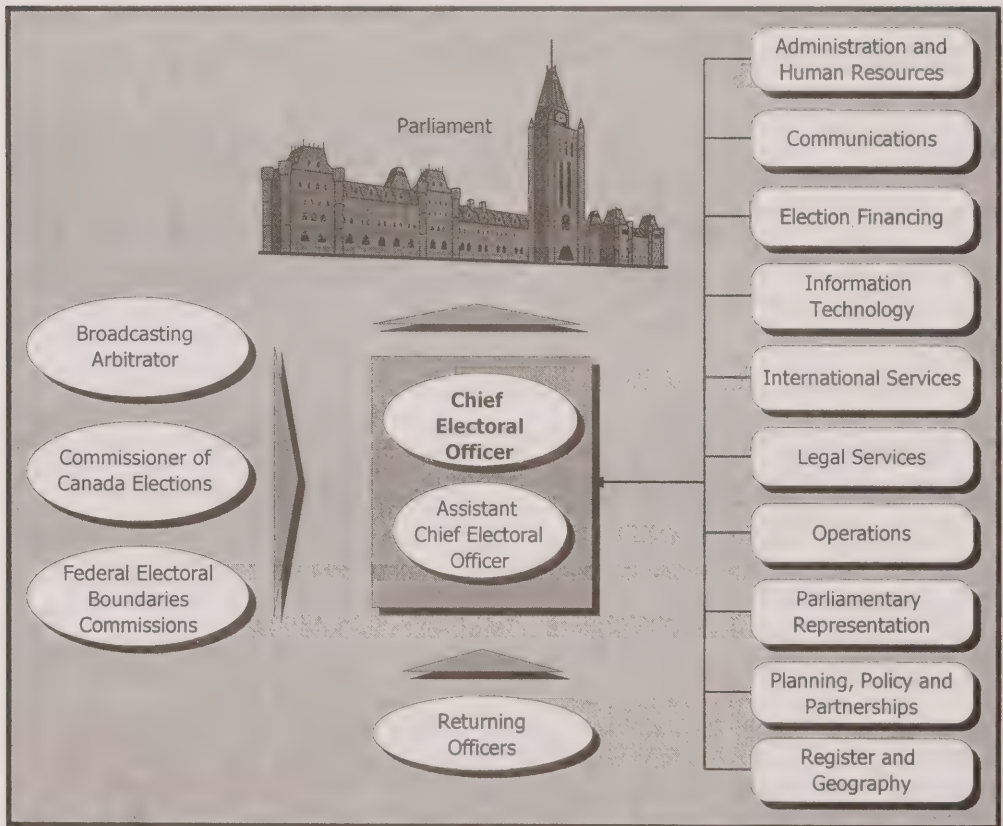 Parliament
Broadcasting
Arbitrator
Commissioner of
Canada Elections
Federal Electoral
Boundaries
Commissions
Chief
Electoral
Officer
Assistant
Chief Electoral
Officer
Returning
Officers
Administration and
Human Resources
Communications
Election Financing
Information
Technology
International Services
Legal Services
Operations
Parliamentary
Representation
Planning, Policy and
Partnerships
Register and
Geography